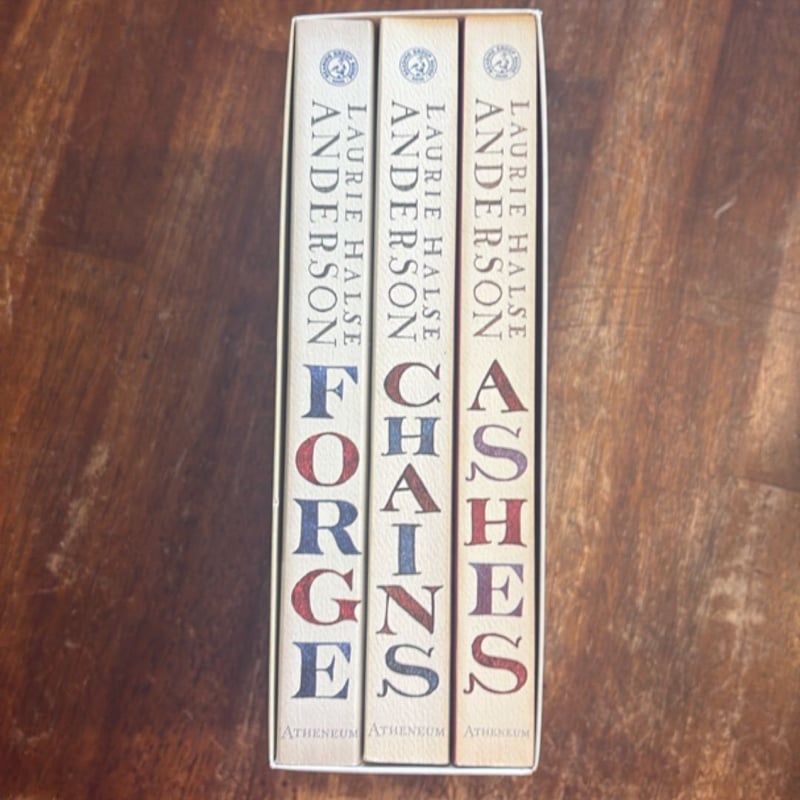 LAURIE HALSE
ANDERSON
FORGE
ATHENEUM
LAURIE HALSE
ANDERSON
CHAINS
ATHENEUM
LAURIE HALSE
ANDERSON
ASHES
ATHENEUM